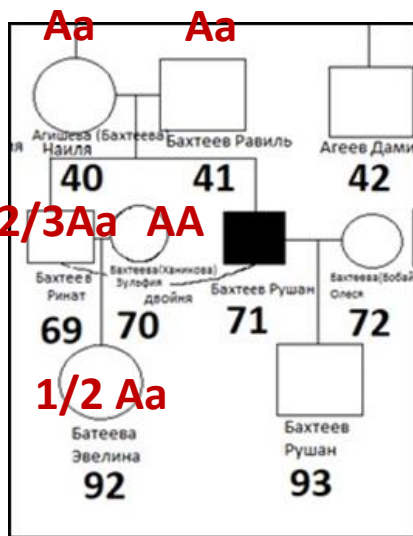 Aa Aa
Агишева (Бахтеева) Бахтеев Равиль Агеев Дами
ия Наиля
40 41 42
2/3Aa AA
Бахтеева(Ханикова) Бахтеева(Бобай
Бахтеев Зульфия Бахтеев Рушан Олеся
Ринат двойня
69 70 71 72
1/2 Aa
Батеева Бахтеев
Эвелина Рушан
92 93